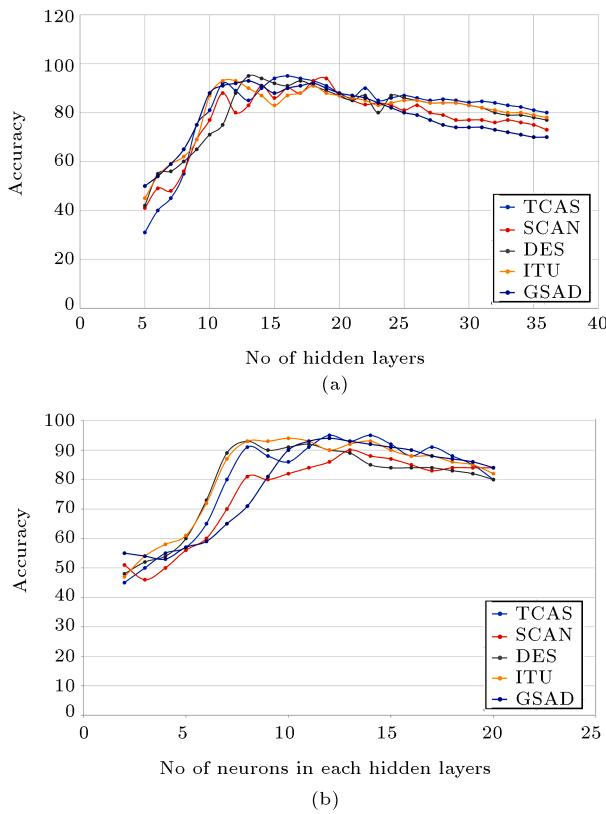 120
100
80
60
40
20
0
Accuracy
0 5 10 15 20 25 30 35 40
No of hidden layers
TCAS
SCAN
DES
ITU
GSAD
(a)
100
90
80
70
60
50
40
30
20
10
0
Accuracy
0 5 10 15 20 25
No of neurons in each hidden layers
TCAS
SCAN
DES
ITU
GSAD
(b)